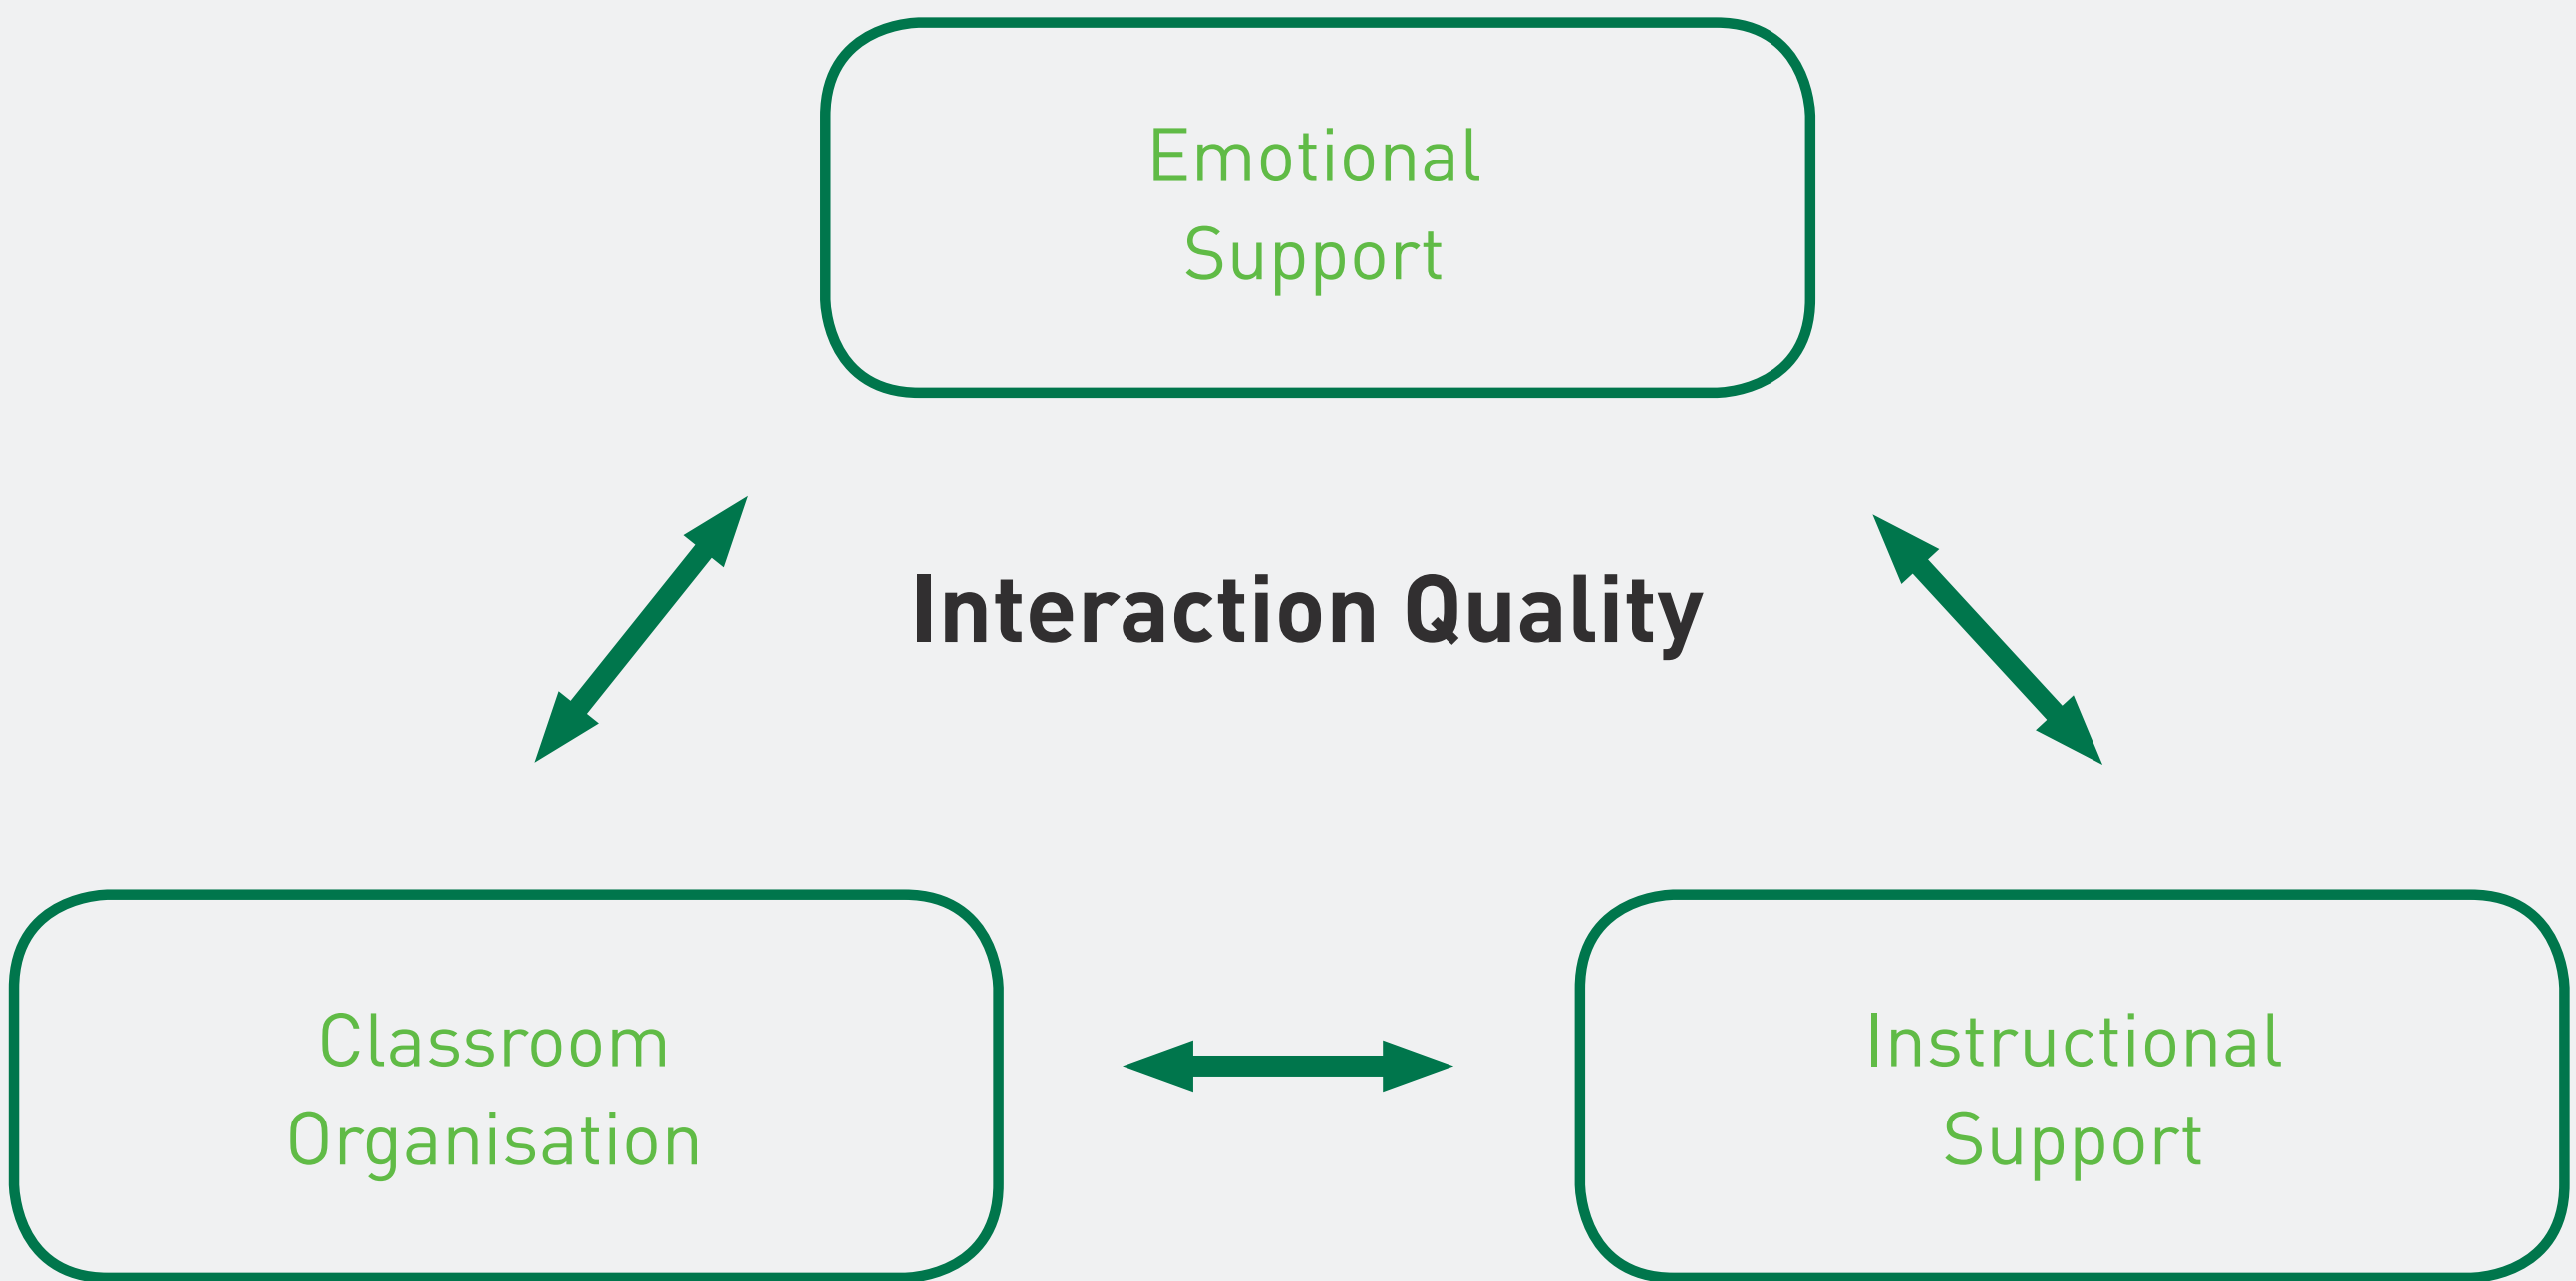 Emotional
Support
Interaction Quality
Classroom
Organisation
Instructional
Support